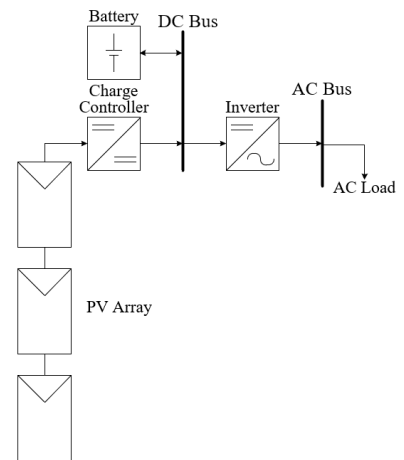 Battery
DC Bus
Charge
Controller
Inverter
AC Bus
AC Load
PV Array